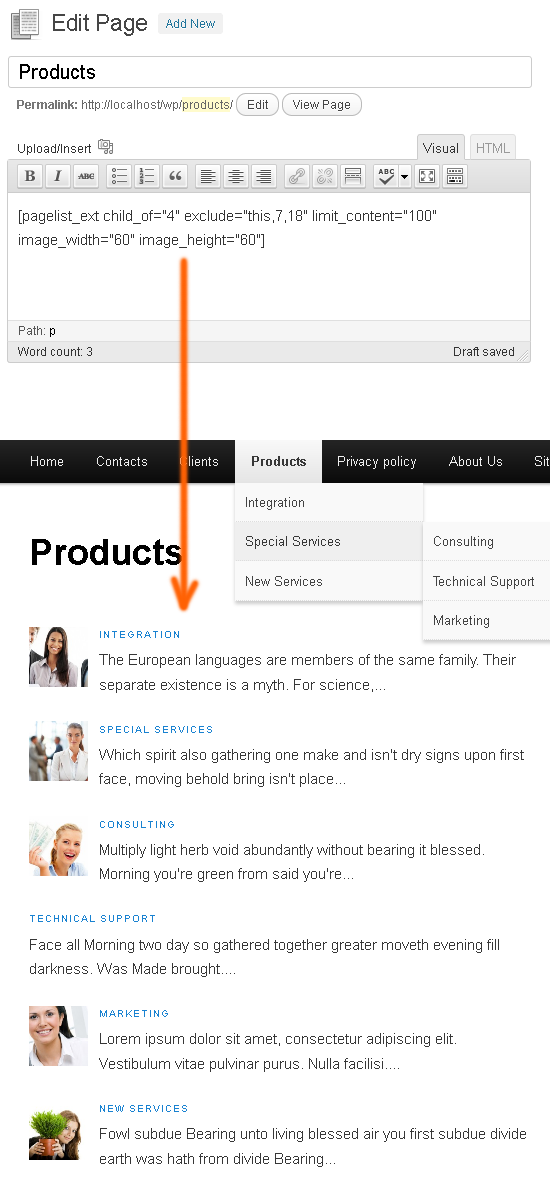 Edit Page Add New
Products
Permalink: http://localhost/wp/products/ Edit View Page
Upload/Insert Visual HTML
B I ABC ABC
[pagelist_ext child_of="4" exclude="this,7,18" limit_content="100"
image_width="60" image_height="60"]
Path: p
Word count: 3 Draft saved
Home Contacts Clients Products Privacy policy About Us Sit
Integration
Special Services Consulting
Products
New Services Technical Support
Marketing
INTEGRATION
The European languages are members of the same family. Their
separate existence is a myth. For science,...
SPECIAL SERVICES
Which spirit also gathering one make and isn't dry signs upon first
face, moving behold bring isn't place...
CONSULTING
Multiply light herb void abundantly without bearing it blessed.
Morning you're green from said you're...
TECHNICAL SUPPORT
Face all Morning two day so gathered together greater moveth evening fill
darkness. Was Made brought....
MARKETING
Lorem ipsum dolor sit amet, consectetur adipiscing elit.
Vestibulum vitae pulvinar purus. Nulla facilisi....
NEW SERVICES
Fowl subdue Bearing unto living blessed air you first subdue divide
earth was hath from divide Bearing...